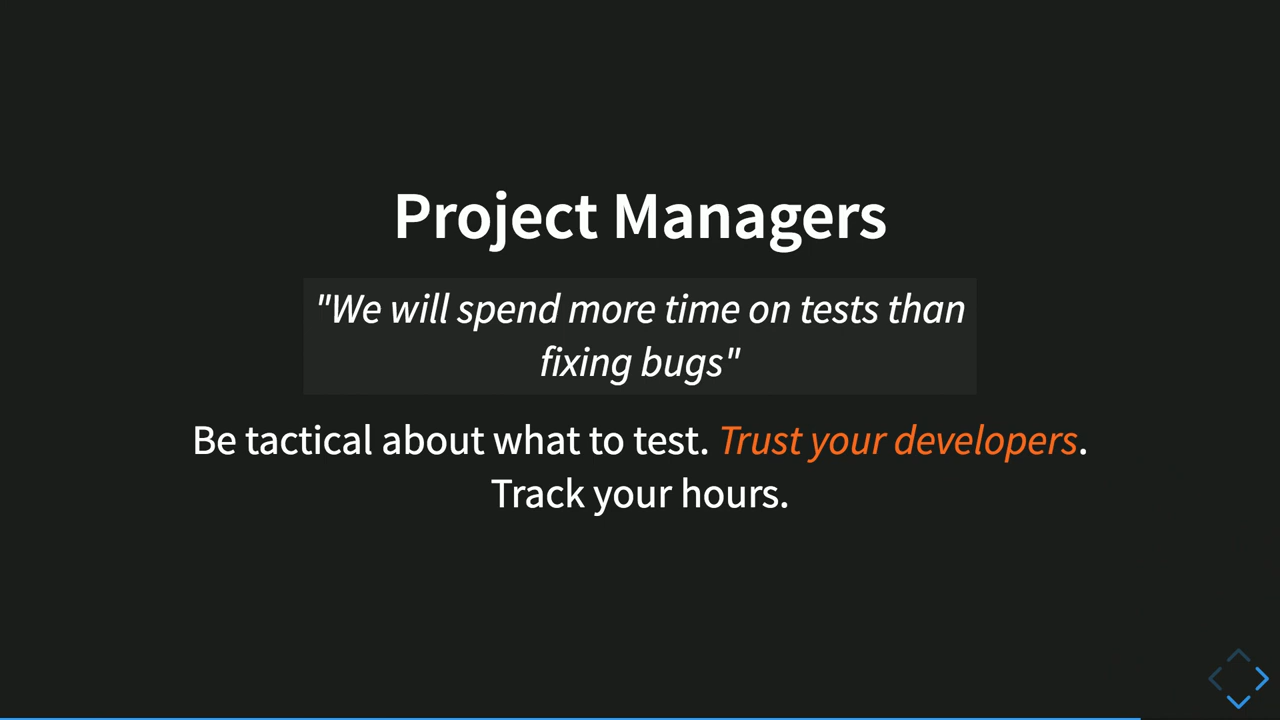 Project Managers
"We will spend more time on tests than
fixing bugs"
Be tactical about what to test. Trust your developers.
Track your hours.